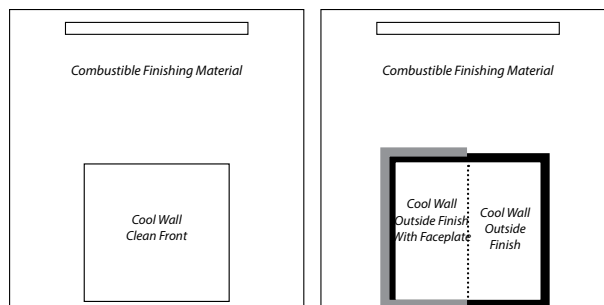 Combustible Finishing Material
Cool Wall
Clean Front
Combustible Finishing Material
Cool Wall
Outside Finish
With Faceplate
Cool Wall
Outside
Finish